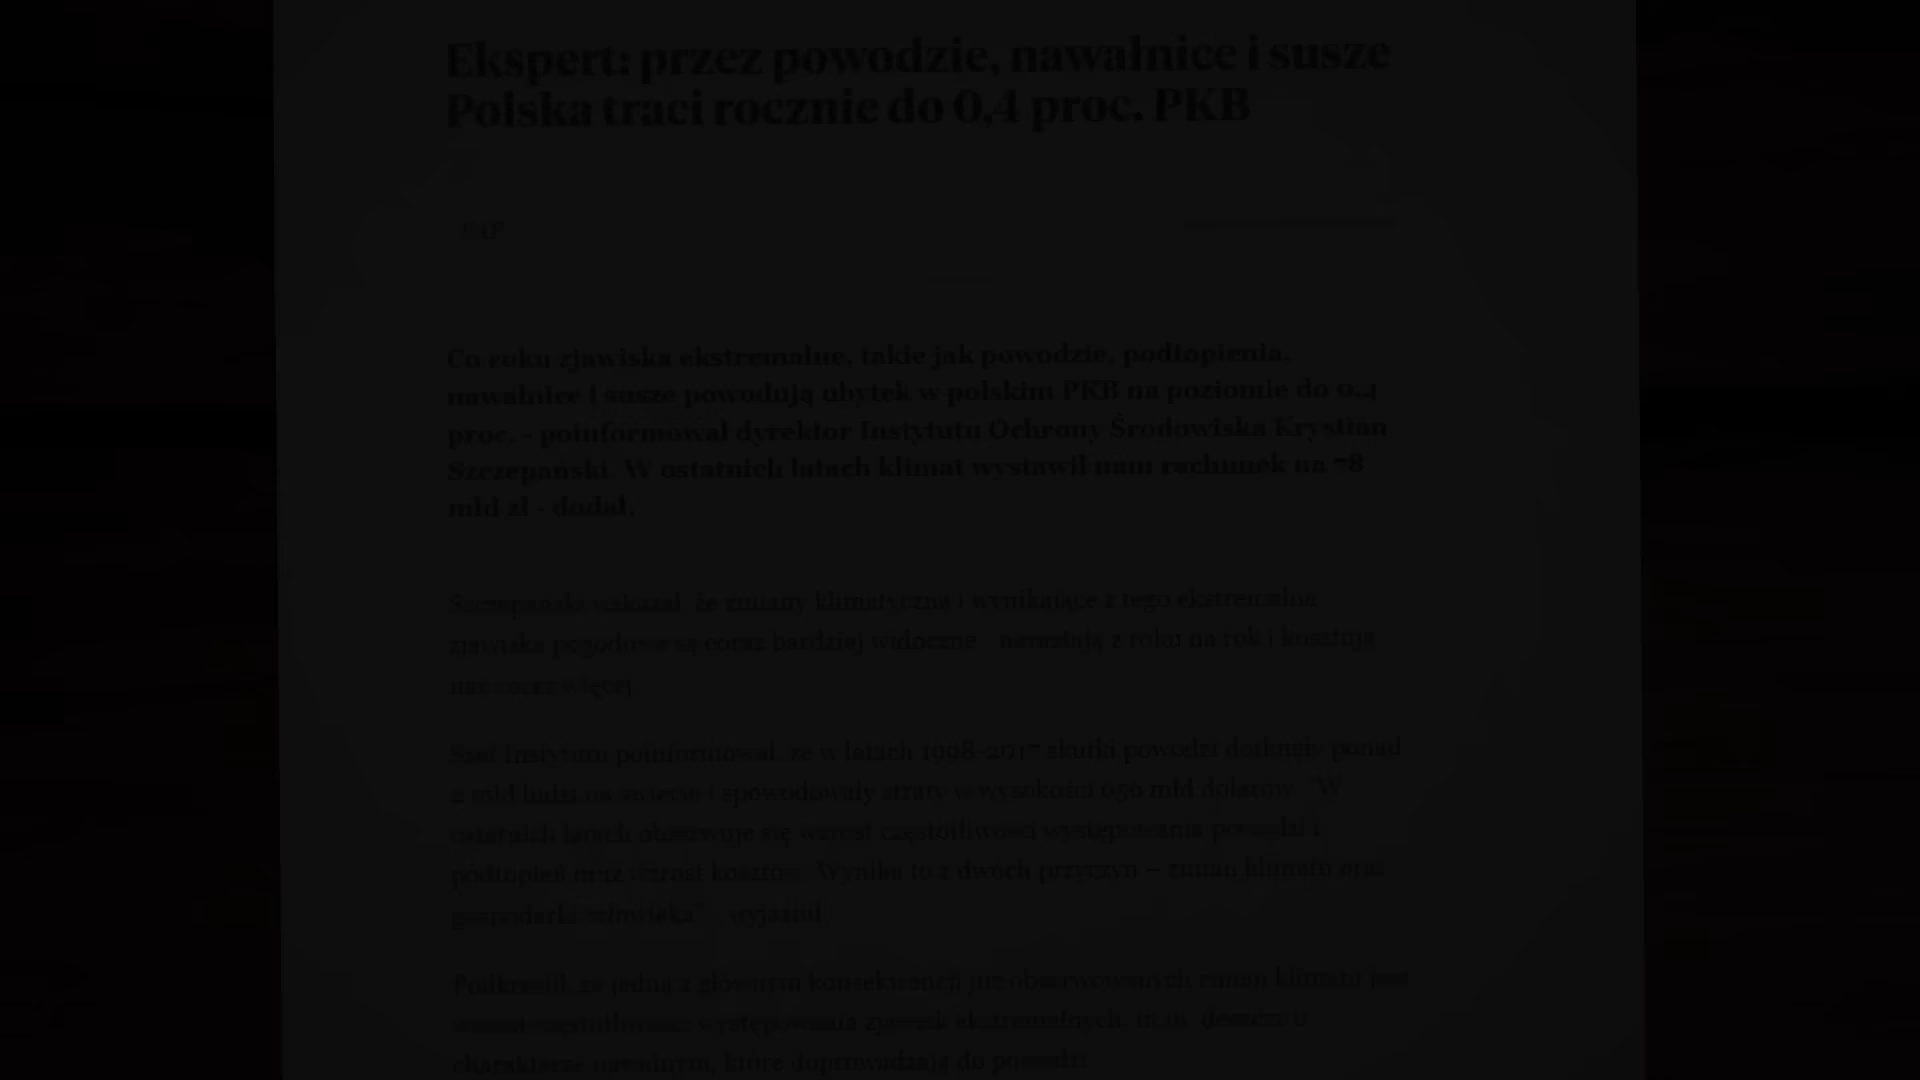 Ekspert: przez powodzie, nawalnice i susze
Polska traci rocznie do 0,4 proc. PKB
PAP
Co roku zjawiska ekstremalne, takie jak powodzie, podtopienia,
nawalnice i susze powodują ubytek w polskim PKB na poziomie do 0,4
proc. - poinformował dyrektor Instytutu Ochrony Środowiska Krystian
Szczepański. W ostatnich latach klimat wystawił nam rachunek na 78
mld zł - dodał.
Szczepański wskazał, że zmiany klimatyczne i wynikające z tego ekstremalne
zjawiska pogodowe są coraz bardziej widoczne - narastają z roku na rok i kosztują
nas coraz więcej.
Szef Instytutu poinformował, że w latach 1998-2017 skutki powodzi dotknęły ponad
2 mld ludzi na świecie i spowodowały straty w wysokości 656 mld dolarów. "W
ostatnich latach obserwuje się wzrost częstotliwości występowania powodzi i
podtopień oraz wzrost kosztów. Wynika to z dwóch przyczyn – zmian klimatu oraz
gospodarki człowieka" - wyjaśnił.
Podkreślił, że jedną z głównym konsekwencji już obserwowanych zmian klimatu jest
wzrost częstotliwości występowania zjawisk ekstremalnych, m.in. deszczy o
charakterze nawalnym, które doprowadzają do powodzi.